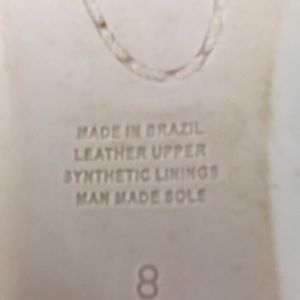 MADE IN BRAZIL
LEATHER UPPER
SYNTHETIC LININGS
MAN MADE SOLE
8